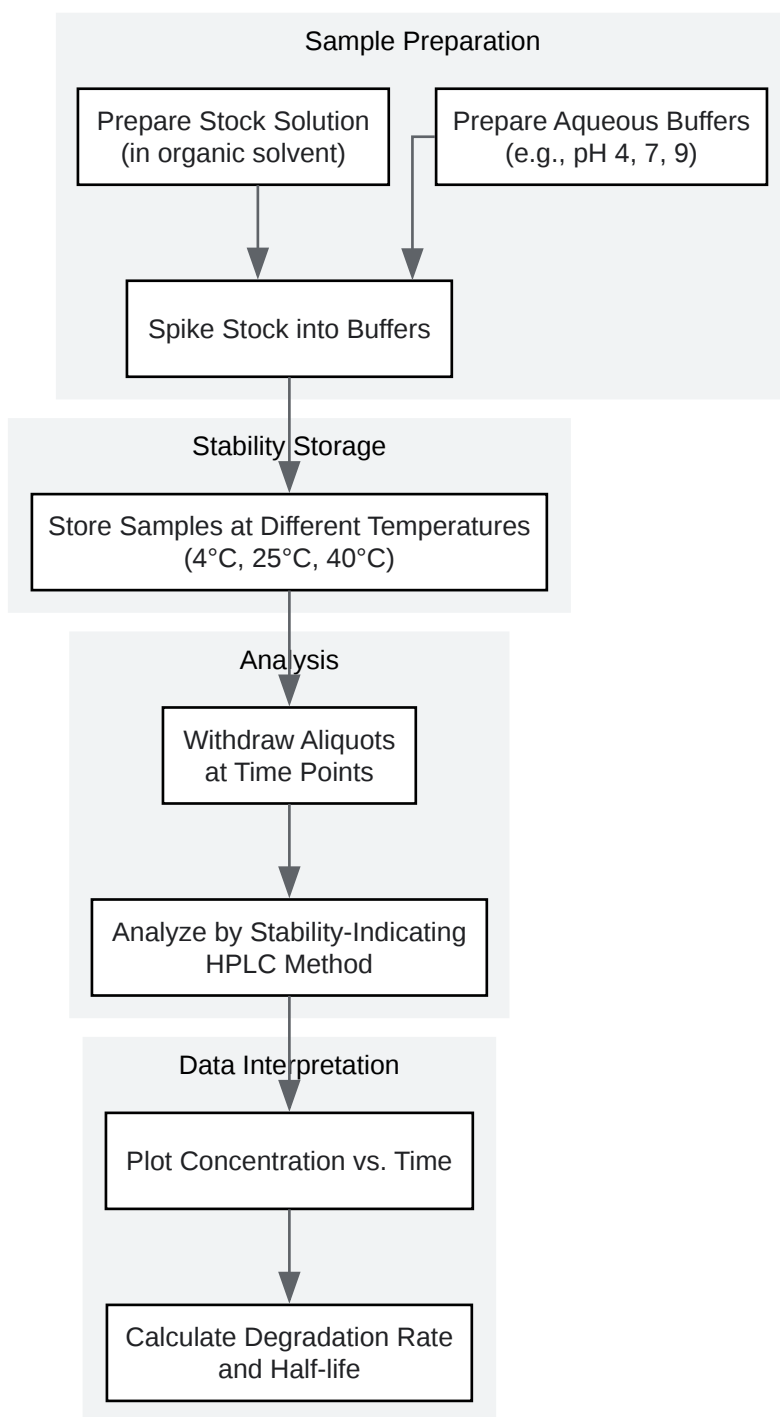 Sample Preparation
Prepare Stock Solution
(in organic solvent)
Prepare Aqueous Buffers
(e.g., pH 4, 7, 9)
Spike Stock into Buffers
Stability Storage
Store Samples at Different Temperatures
(4°C, 25°C, 40°C)
Analysis
Withdraw Aliquots
at Time Points
Analyze by Stability-Indicating
HPLC Method
Data Interpretation
Plot Concentration vs. Time
Calculate Degradation Rate
and Half-life